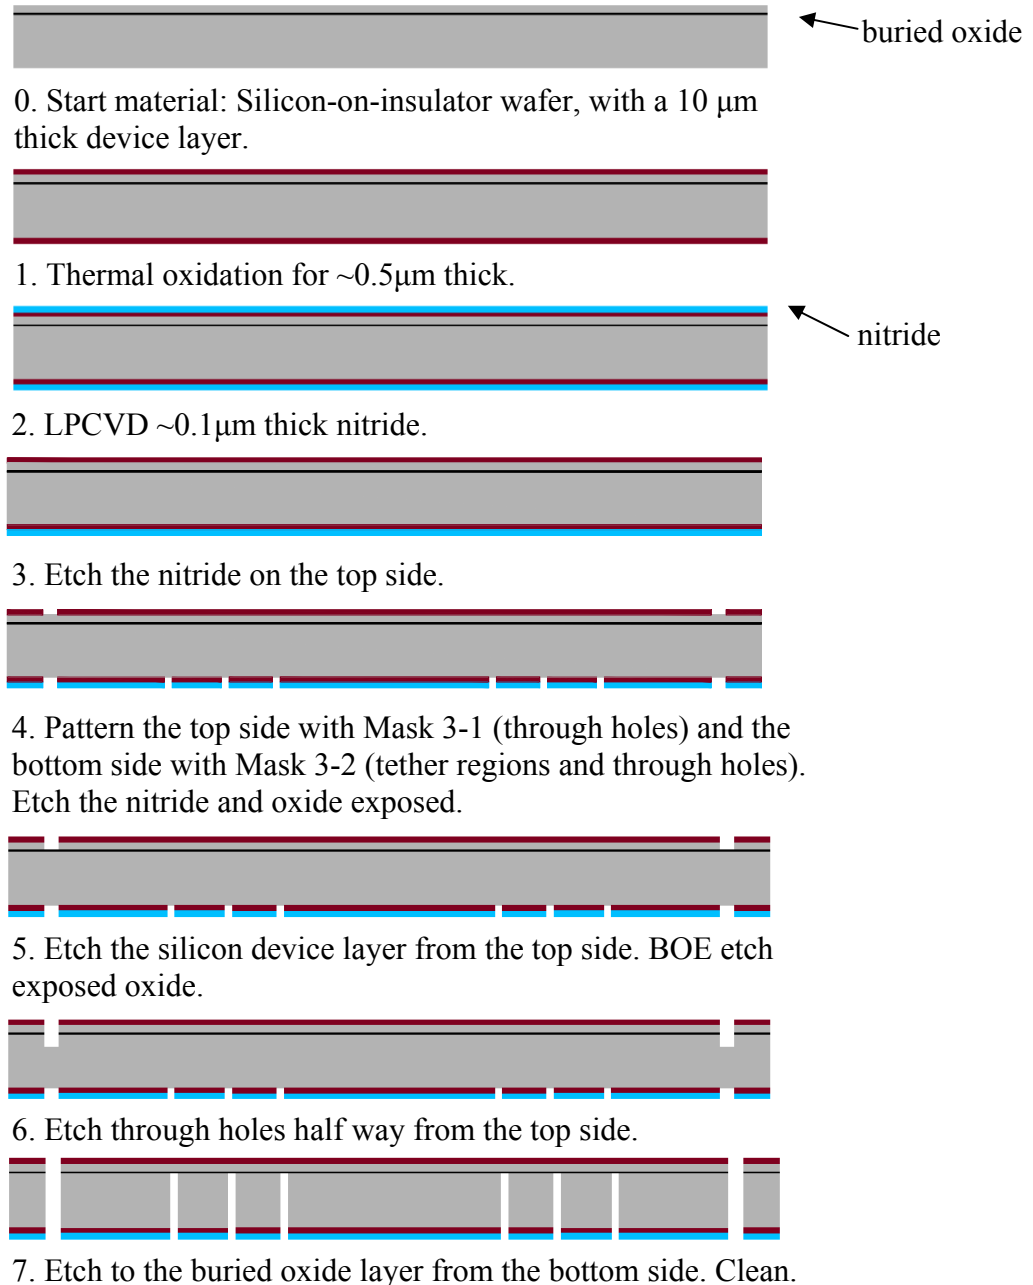 buried oxide
0. Start material: Silicon-on-insulator wafer, with a 10 μm
thick device layer.
1. Thermal oxidation for ~0.5μm thick.
nitride
2. LPCVD ~0.1μm thick nitride.
3. Etch the nitride on the top side.
4. Pattern the top side with Mask 3-1 (through holes) and the
bottom side with Mask 3-2 (tether regions and through holes).
Etch the nitride and oxide exposed.
5. Etch the silicon device layer from the top side. BOE etch
exposed oxide.
6. Etch through holes half way from the top side.
7. Etch to the buried oxide layer from the bottom side. Clean.